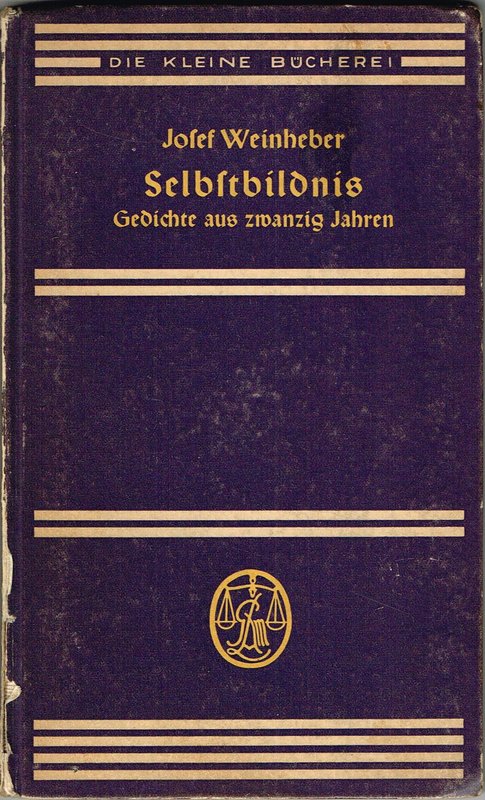 DIE KLEINE BÜCHEREI
Joſef Weinheber
Selbſtbildnis
Gedichte aus zwanzig Jahren